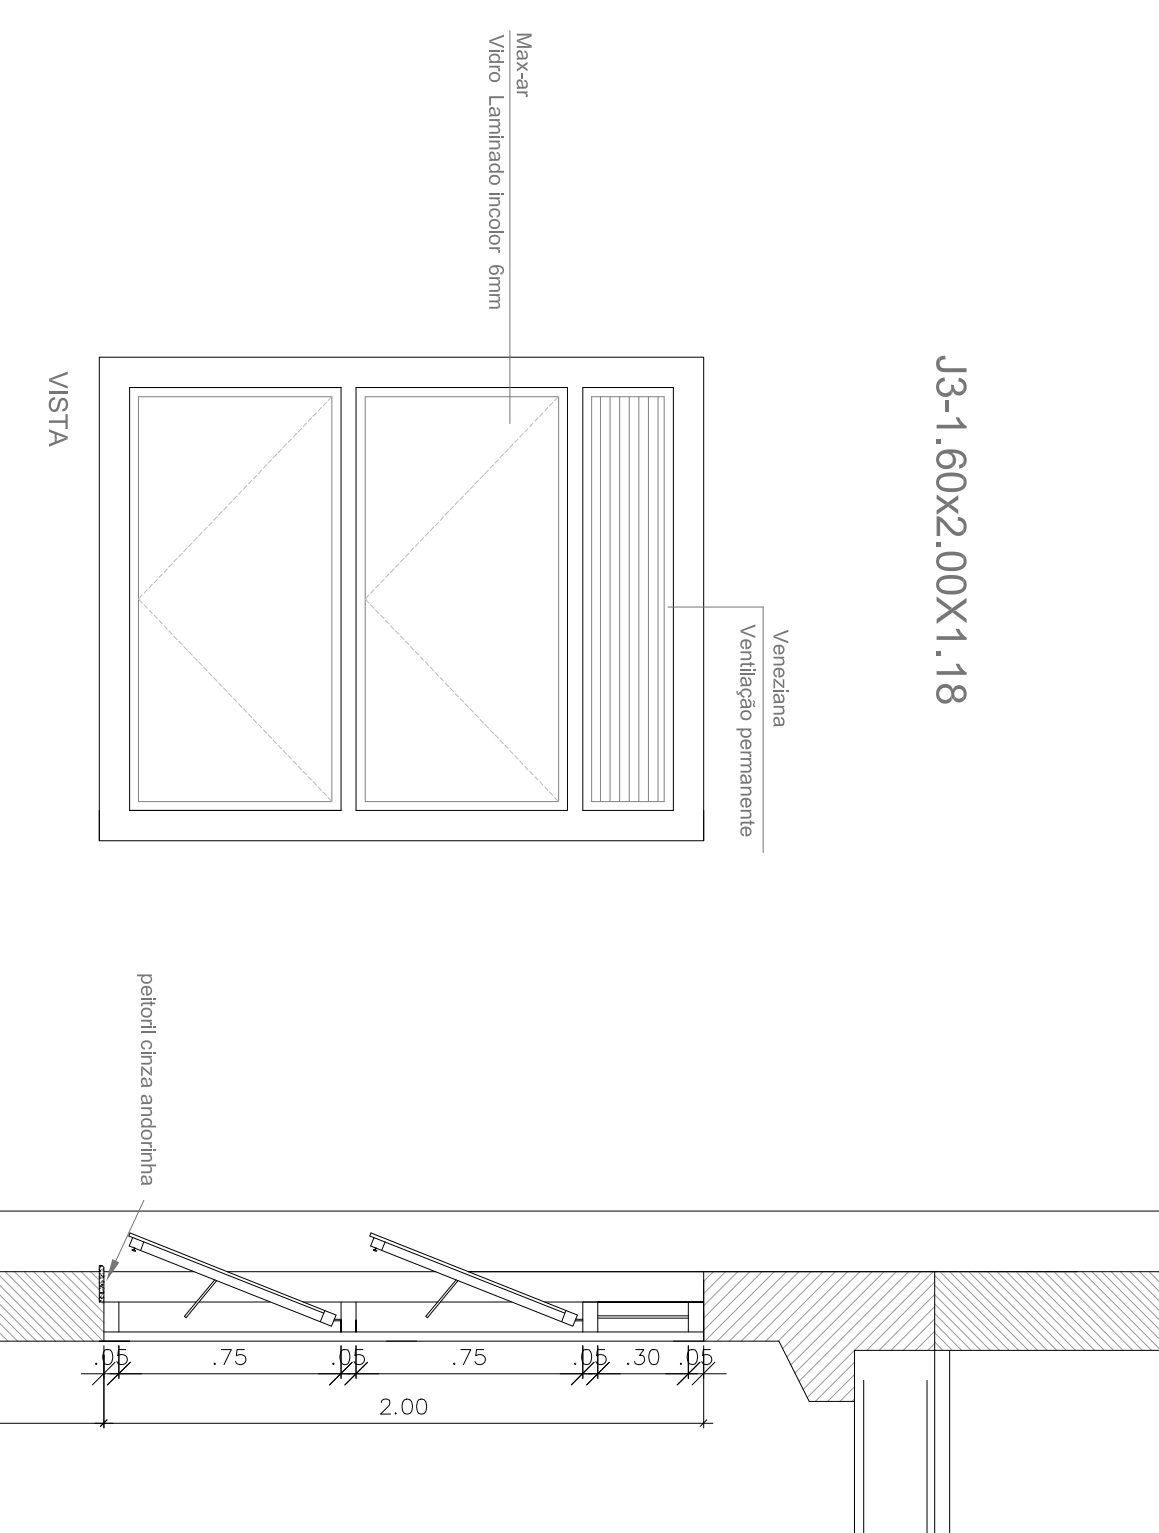 J3-1.60x2.00X1.18
Veneziana
Ventilação permanente
Max-ar
Vidro Laminado incolor 6mm
VISTA
peitoril cinza andorinha
.05
.75
.05
.75
.05
.30
.05
2.00